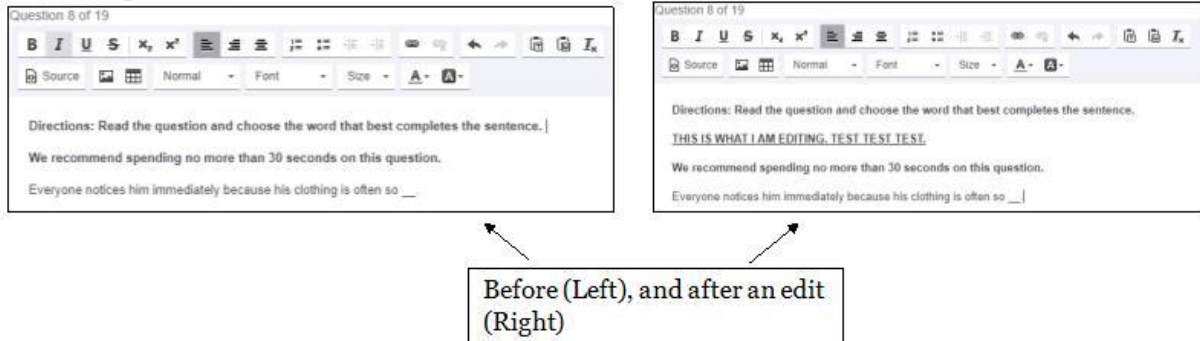 Question 8 of 19
B I U S x₂ x² I
Source Normal Font Size A A
Directions: Read the question and choose the word that best completes the sentence.
We recommend spending no more than 30 seconds on this question.
Everyone notices him immediately because his clothing is often so __.
Question 8 of 19
B I U S x₂ x² I
Source Normal Font Size A A
Directions: Read the question and choose the word that best completes the sentence.
THIS IS WHAT I AM EDITING, TEST TEST TEST.
We recommend spending no more than 30 seconds on this question.
Everyone notices him immediately because his clothing is often so __
Before (Left), and after an edit
(Right)